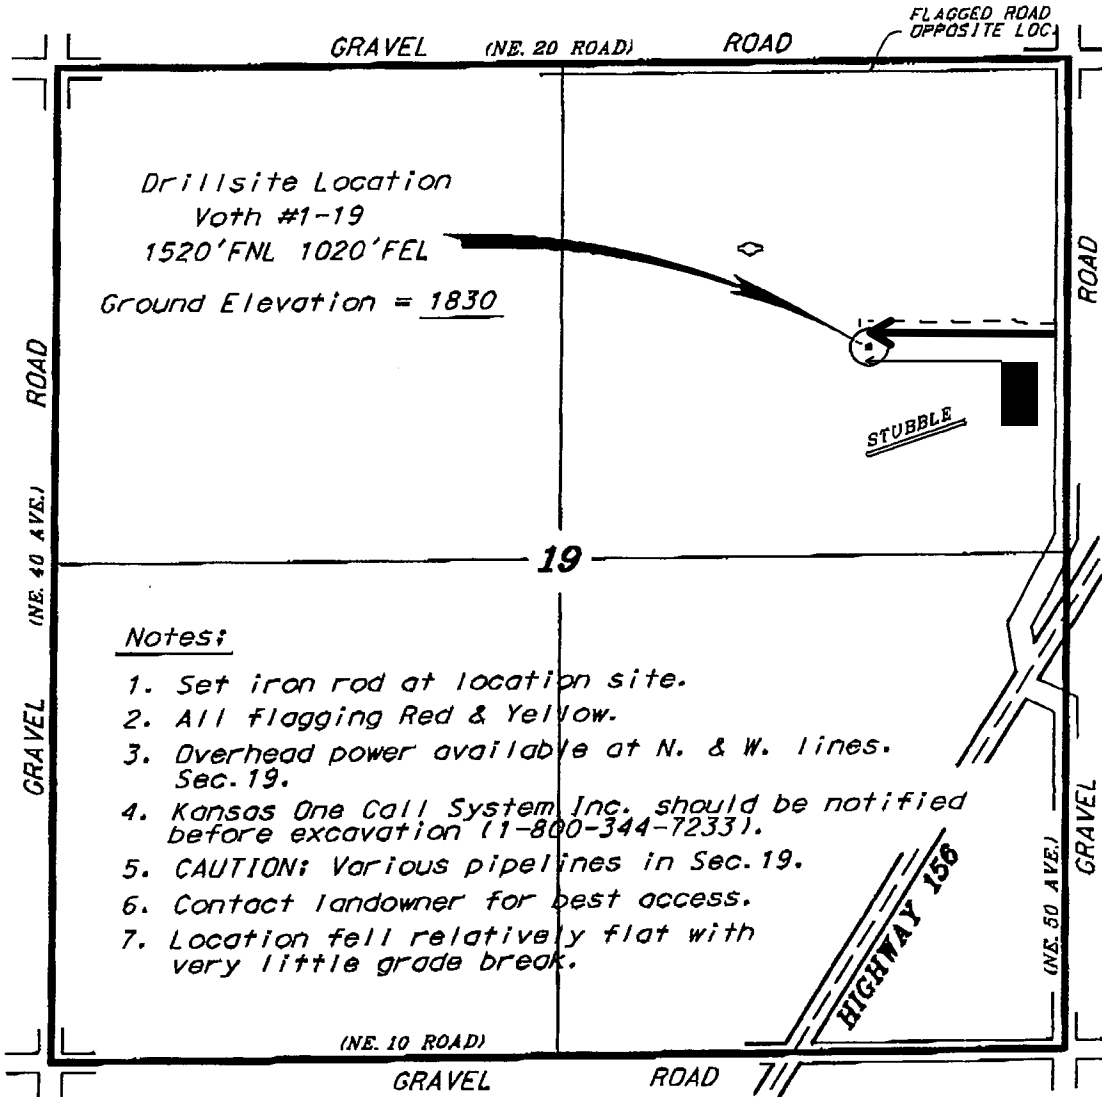 FLAGGED ROAD
OPPOSITE LOC.
GRAVEL (NE. 20 ROAD) ROAD
Drillsite Location
Voth #1-19
1520'FNL 1020'FEL
Ground Elevation = 1830
ROAD
ROAD
STUBBLE
(NE. 40 AVE.)
19
GRAVEL
Notes:
1. Set iron rod at location site.
2. All flagging Red & Yellow.
3. Overhead power available at N. & W. lines.
Sec. 19.
4. Kansas One Call System Inc. should be notified
before excavation (1-800-344-7233).
5. CAUTION: Various pipelines in Sec. 19.
6. Contact landowner for best access.
7. Location fell relatively flat with
very little grade break.
HIGHWAY 156
GRAVEL
(NE. 50 AVE.)
(NE. 10 ROAD)
GRAVEL ROAD